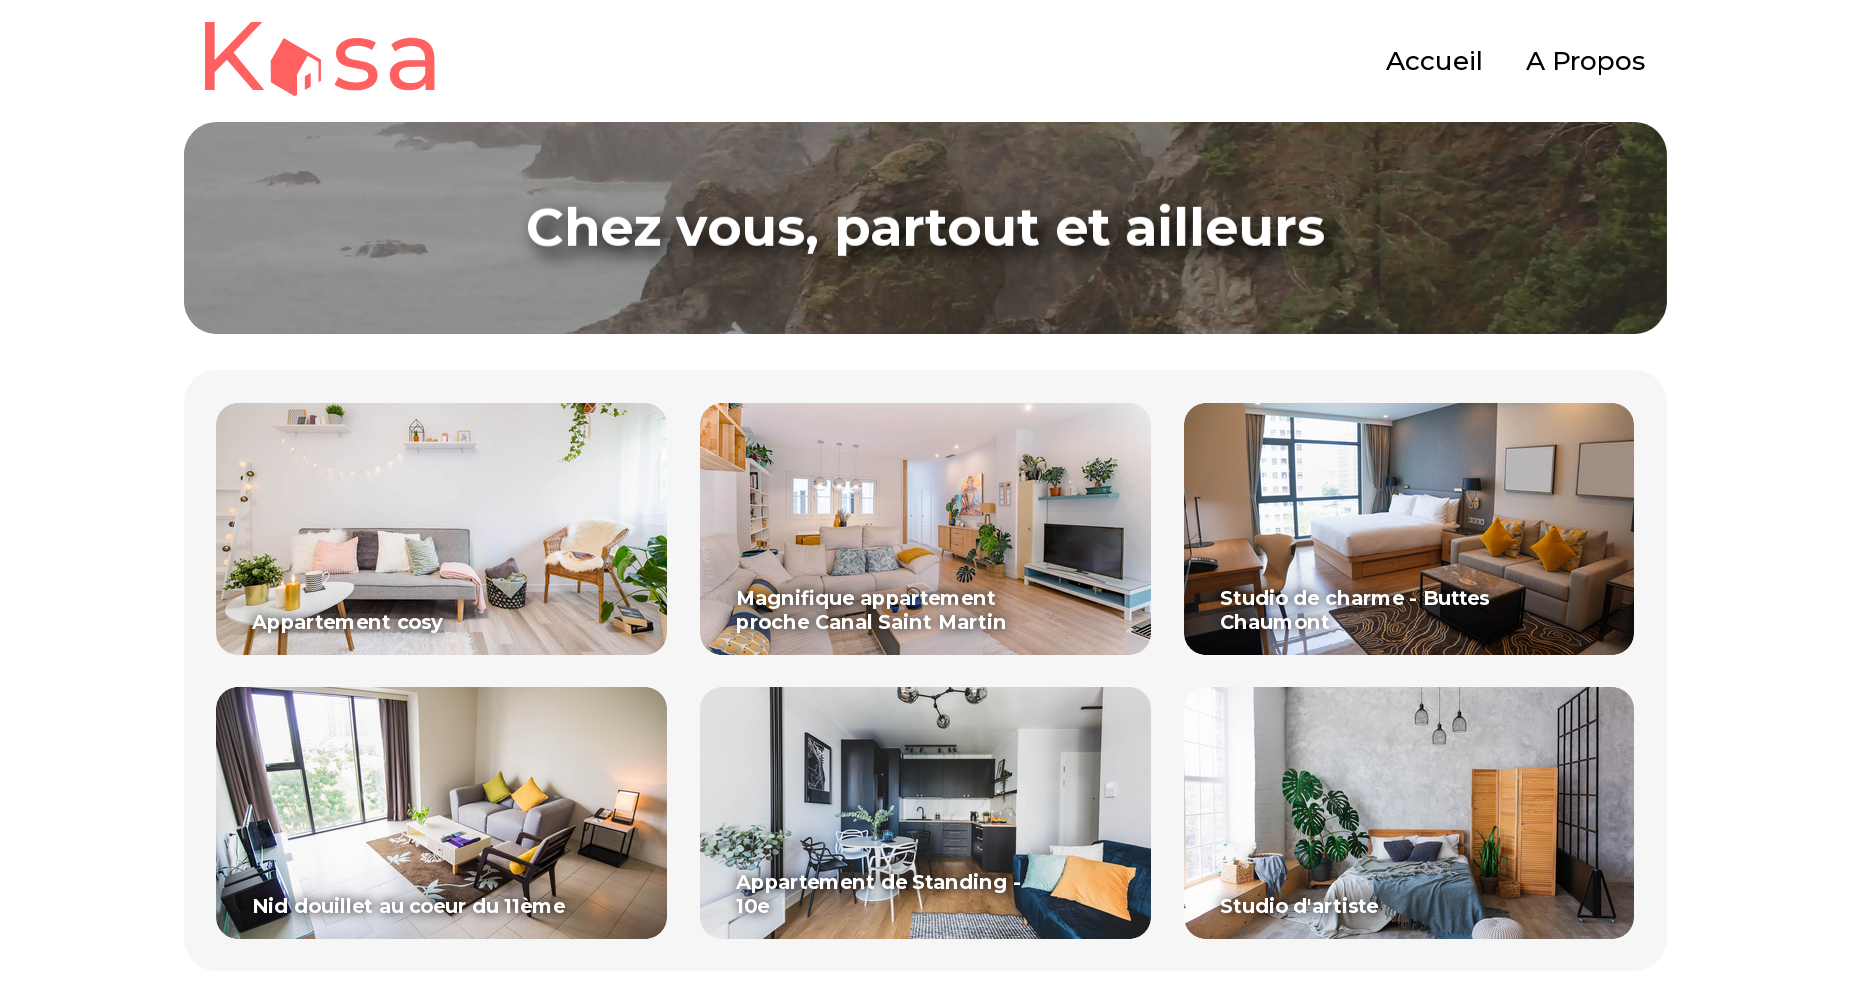 Kasa
Accueil
A Propos
Chez vous, partout et ailleurs
Appartement cosy
Magnifique appartement
proche Canal Saint Martin
Studio de charme - Buttes
Chaumont
Nid douillet au coeur du 11ème
Appartement de Standing -
10e
Studio d'artiste